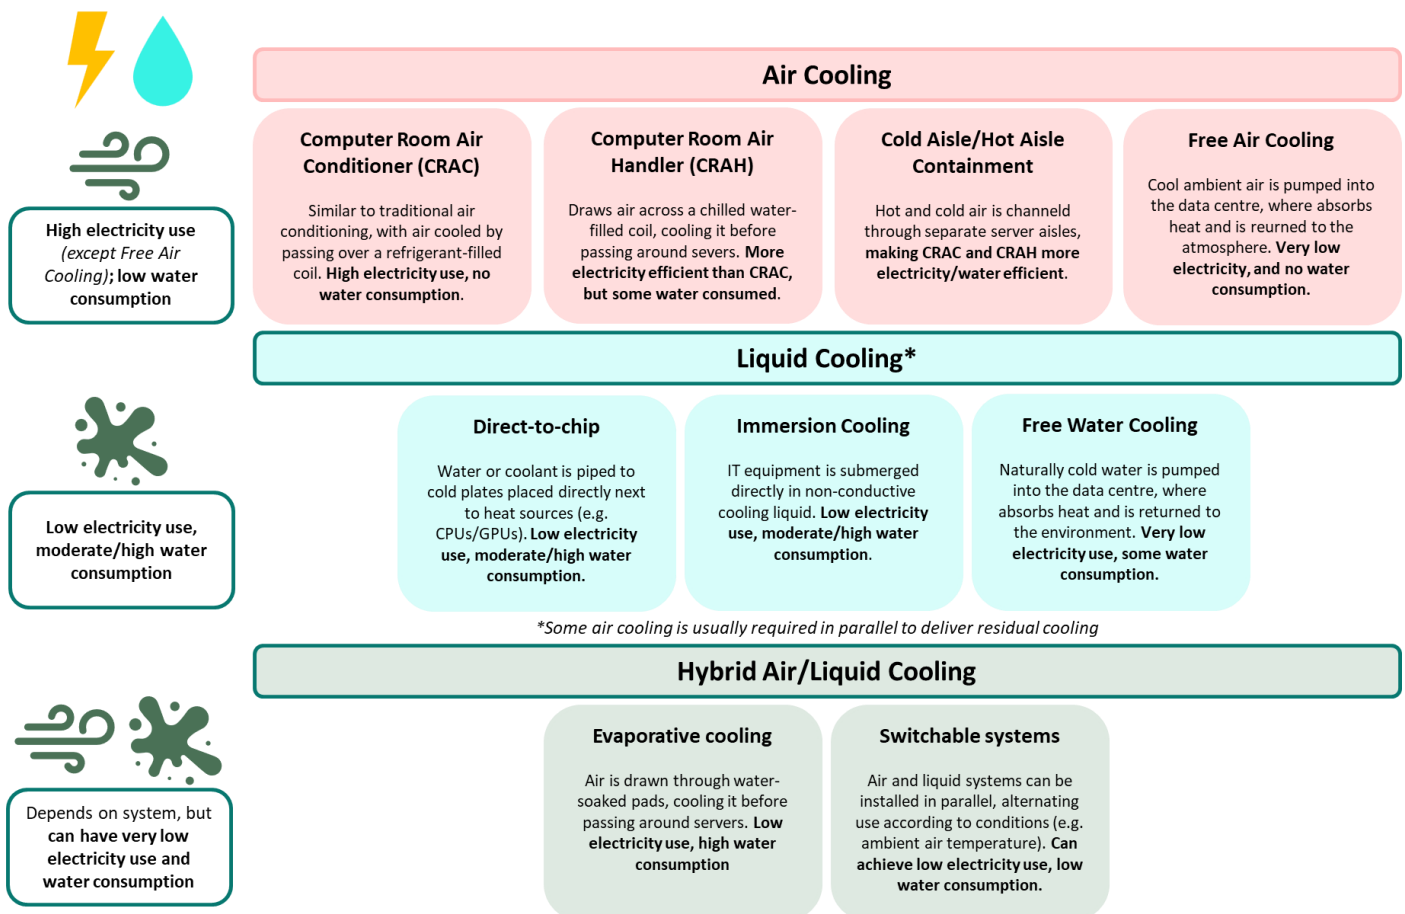 Air Cooling
Computer Room Air
Conditioner (CRAC)
Similar to traditional air
conditioning, with air cooled by
passing over a refrigerant-filled
coil. High electricity use, no
water consumption.
Computer Room Air
Handler (CRAH)
Draws air across a chilled water-
filled coil, cooling it before
passing around severs. More
electricity efficient than CRAC,
but some water consumed.
Cold Aisle/Hot Aisle
Containment
Hot and cold air is channeld
through separate server aisles,
making CRAC and CRAH more
electricity/water efficient.
Free Air Cooling
Cool ambient air is pumped into
the data centre, where absorbs
heat and is reurned to the
atmosphere. Very low
electricity, and no water
consumption.
High electricity use
(except Free Air
Cooling); low water
consumption
Liquid Cooling*
Direct-to-chip
Water or coolant is piped to
cold plates placed directly next
to heat sources (e.g.
CPUs/GPUs). Low electricity
use, moderate/high water
consumption.
Immersion Cooling
IT equipment is submerged
directly in non-conductive
cooling liquid. Low electricity
use, moderate/high water
consumption.
Free Water Cooling
Naturally cold water is pumped
into the data centre, where
absorbs heat and is returned to
the environment. Very low
electricity use, some water
consumption.
Low electricity use,
moderate/high water
consumption
*Some air cooling is usually required in parallel to deliver residual cooling
Hybrid Air/Liquid Cooling
Evaporative cooling
Air is drawn through water-
soaked pads, cooling it before
passing around servers. Low
electricity use, high water
consumption
Switchable systems
Air and liquid systems can be
installed in parallel, alternating
use according to conditions (e.g.
ambient air temperature). Can
achieve low electricity use, low
water consumption.
Depends on system, but
can have very low
electricity use and
water consumption